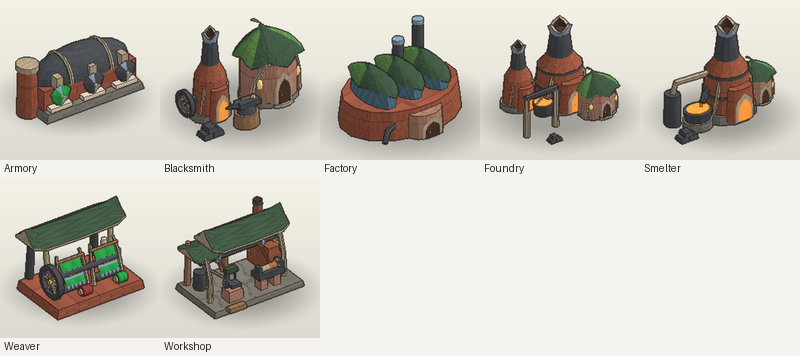 Armory
Blacksmith
Factory
Foundry
Smelter
Weaver
Workshop